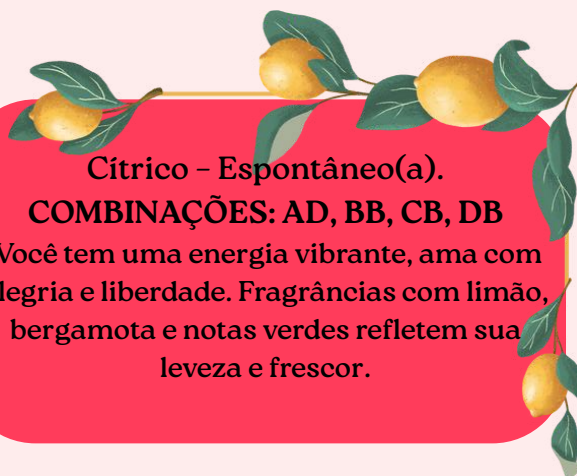 Cítrico – Espontâneo(a).
COMBINAÇÕES: AD, BB, CB, DB
Você tem uma energia vibrante, ama com
legria e liberdade. Fragrâncias com limão,
bergamota e notas verdes refletem sua
leveza e frescor.